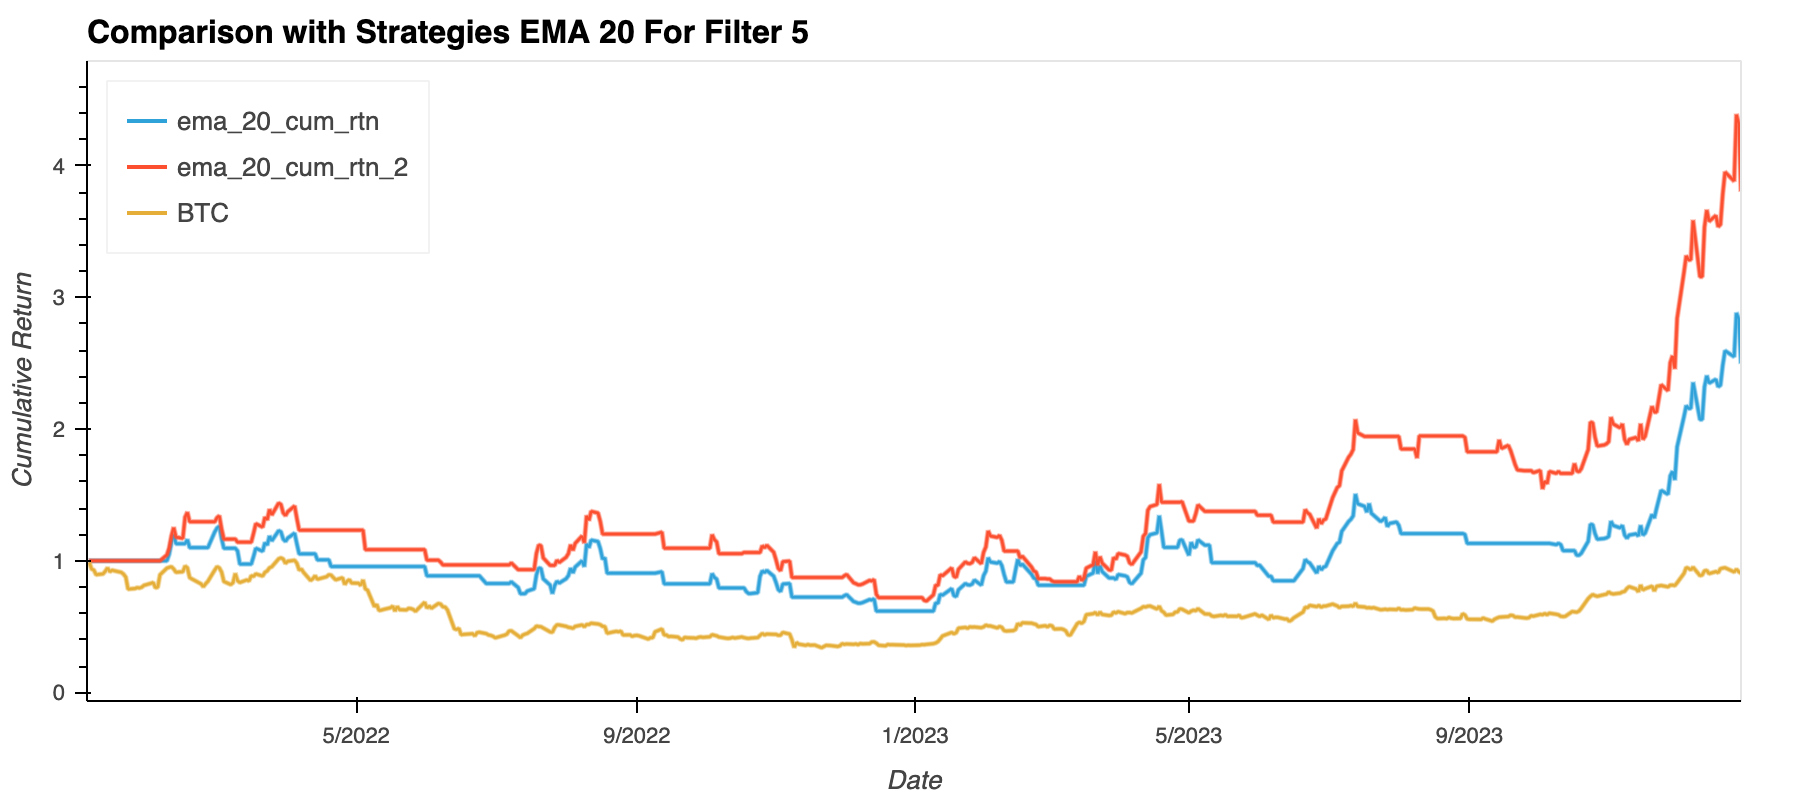 Comparison with Strategies EMA 20 For Filter 5
ema_20_cum_rtn
ema_20_cum_rtn_2
BTC
Cumulative Return
4
3
2
1
0
5/2022
9/2022
1/2023
5/2023
9/2023
Date